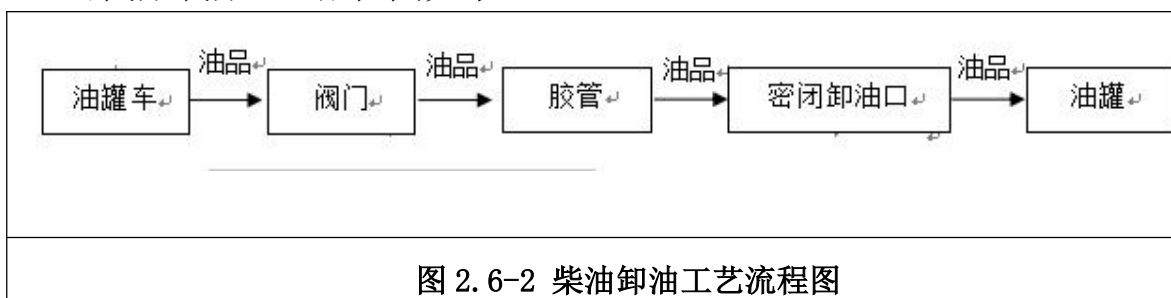 油品 油品 油品 油品
油罐车 阀门 胶管 密闭卸油口 油罐
图 2.6-2 柴油卸油工艺流程图